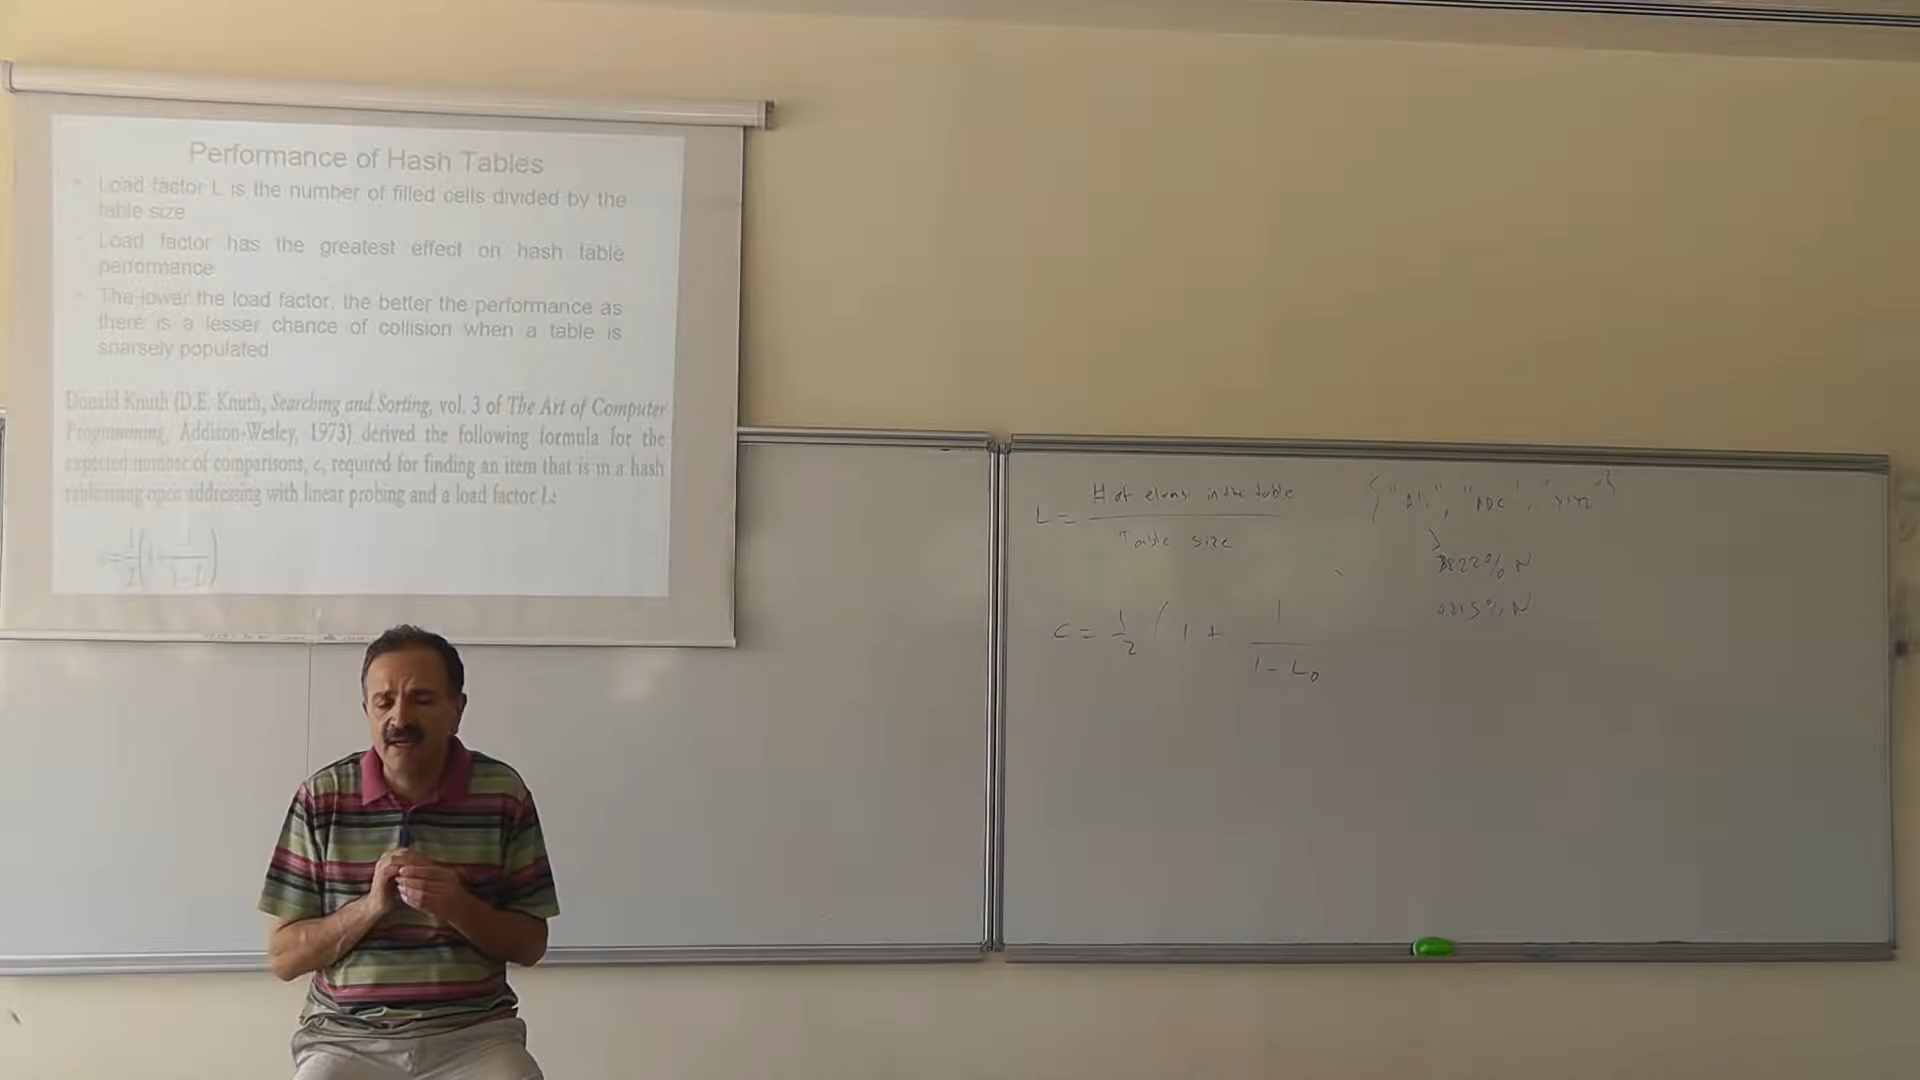 Performance of Hash Tables
• Load factor L is the number of filled cells divided by the
table size
• Load factor has the greatest effect on hash table
performance
• The lower the load factor, the better the performance as
there is a lesser chance of collision when a table is
sparsely populated
Donald Knuth (D.E. Knuth, Searching and Sorting, vol. 3 of The Art of Computer
Programming, Addison-Wesley, 1973) derived the following formula for the
expected number of comparisons, c, required for finding an item that is in a hash
table using open addressing with linear probing and a load factor L:
c = 1/2 (1 + 1/(1 - L))
L = # of elems in the table / Table size
c = 1/2 ( 1 + 1 / 1 - L
% N
% N